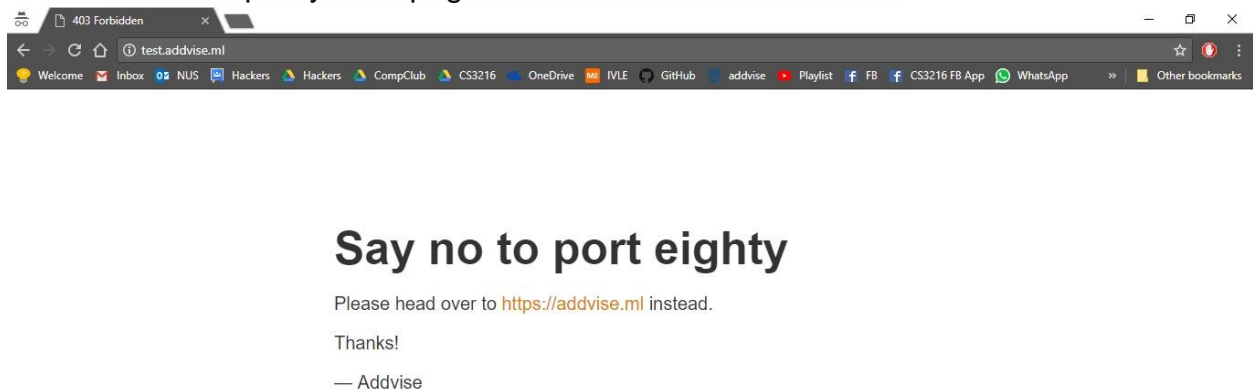 403 Forbidden
test.addvise.ml
Welcome Inbox NUS Hackers Hackers CompClub CS3216 OneDrive IVLE GitHub addvise Playlist FB CS3216 FB App WhatsApp » Other bookmarks
Say no to port eighty
Please head over to https://addvise.ml instead.
Thanks!
— Addvise